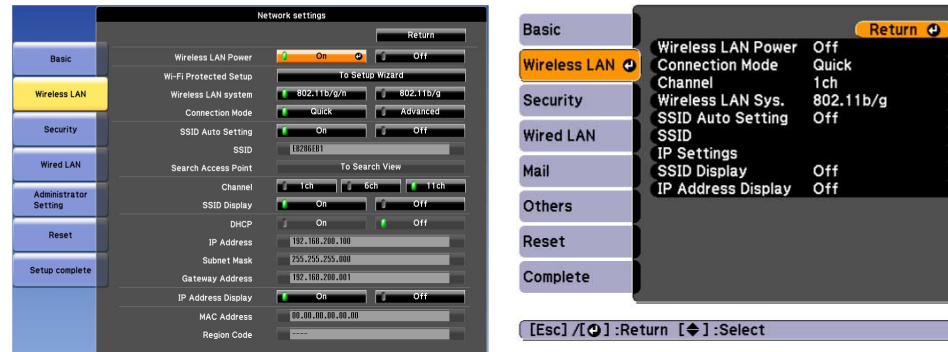 Network settings
Return
Basic
Wireless LAN
Security
Wired LAN
Administrator
Setting
Reset
Setup complete
Wireless LAN Power On Off
Wi-Fi Protected Setup To Setup Wizard
Wireless LAN system 802.11b/g/n 802.11b/g
Connection Mode Quick Advanced
SSID Auto Setting On Off
SSID EB286EB1
Search Access Point To Search View
Channel 1ch 6ch 11ch
SSID Display On Off
DHCP On Off
IP Address 192.168.200.100
Subnet Mask 255.255.255.000
Gateway Address 192.168.200.001
IP Address Display On Off
MAC Address 00.00.00.00.00.00
Region Code ----
Basic
Wireless LAN
Security
Wired LAN
Mail
Others
Reset
Complete
Return
Wireless LAN Power Off
Connection Mode Quick
Channel 1ch
Wireless LAN Sys. 802.11b/g
SSID Auto Setting Off
SSID
IP Settings
SSID Display Off
IP Address Display Off
[Esc] /[ ] :Return [ ] :Select